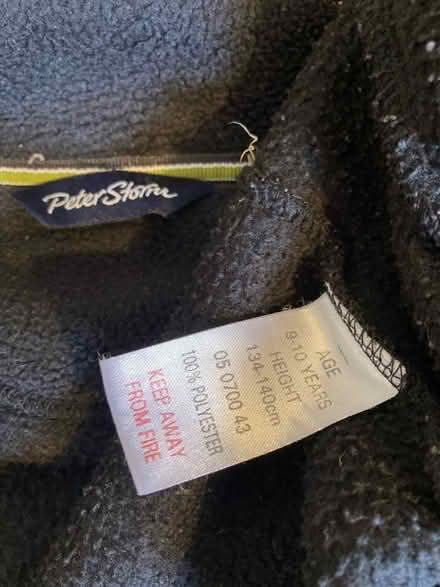 Peter Storm
AGE
9-10 YEARS
HEIGHT
134-140cm
05 0700 43
100% POLYESTER
KEEP AWAY
FROM FIRE